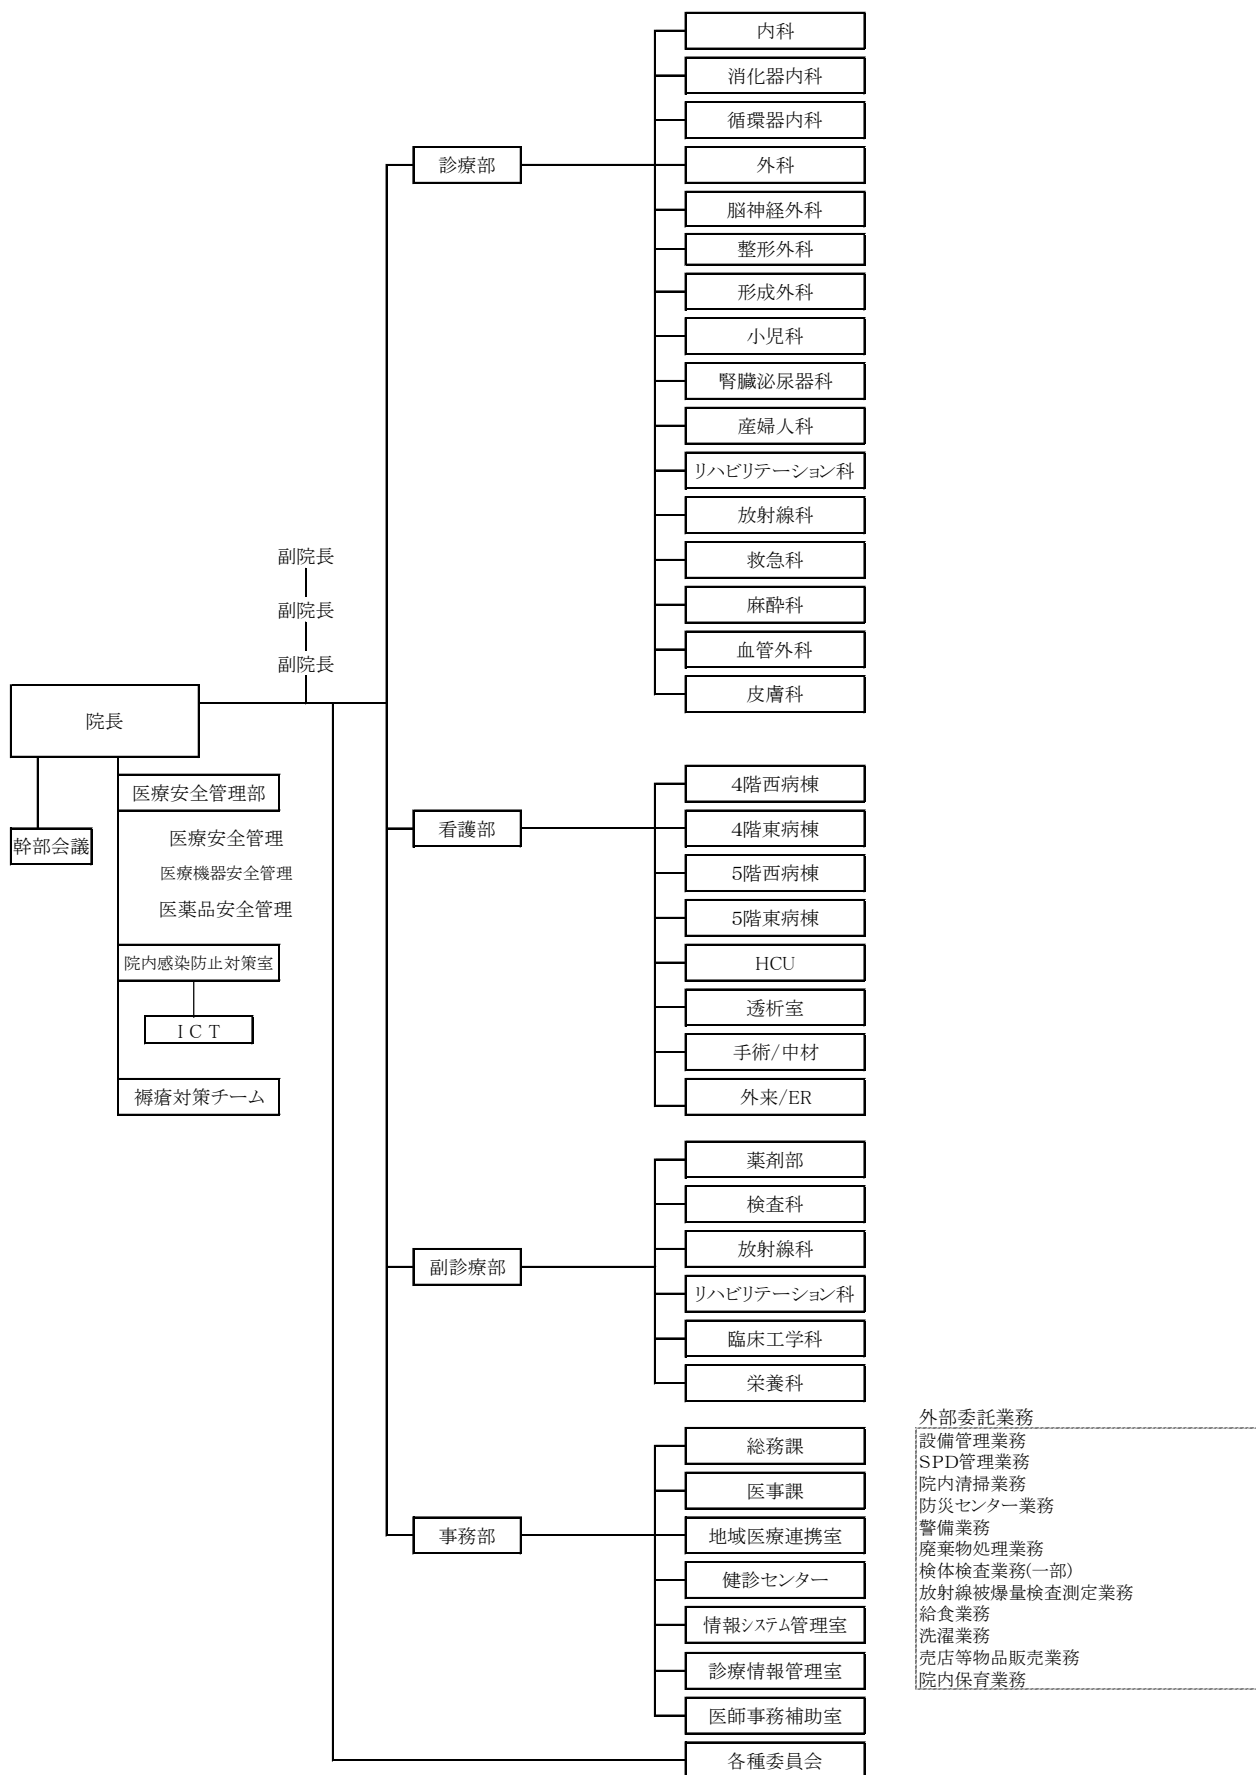 内科
消化器内科
循環器内科
診療部
外科
脳神経外科
整形外科
形成外科
小児科
腎臓泌尿器科
産婦人科
リハビリテーション科
放射線科
救急科
麻酔科
血管外科
皮膚科
副院長
副院長
副院長
院長
医療安全管理部
幹部会議
医療安全管理
医療機器安全管理
医薬品安全管理
院内感染防止対策室
ICT
褥瘡対策チーム
看護部
4階西病棟
4階東病棟
5階西病棟
5階東病棟
HCU
透析室
手術/中材
外来/ER
副診療部
薬剤部
検査科
放射線科
リハビリテーション科
臨床工学科
栄養科
事務部
総務課
医事課
地域医療連携室
健診センター
情報システム管理室
診療情報管理室
医師事務補助室
各種委員会
外部委託業務
設備管理業務
SPD管理業務
院内清掃業務
防災センター業務
警備業務
廃棄物処理業務
検体検査業務(一部)
放射線被爆量検査測定業務
給食業務
洗濯業務
売店等物品販売業務
院内保育業務